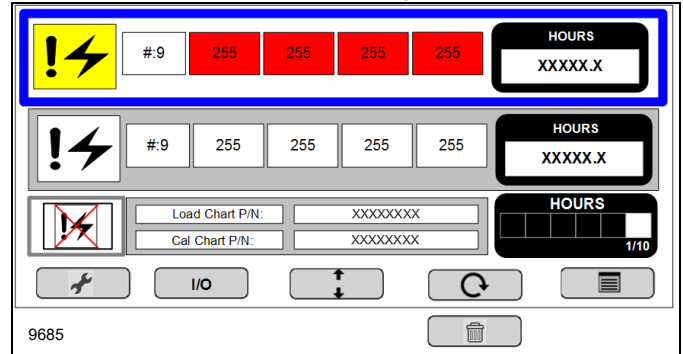 HOURS
#:9 255 255 255 255 XXXXX.X
HOURS
#:9 255 255 255 255 XXXXX.X
Load Chart P/N: XXXXXXXX HOURS
Cal Chart P/N: XXXXXXXX 1/10
I/O
9685